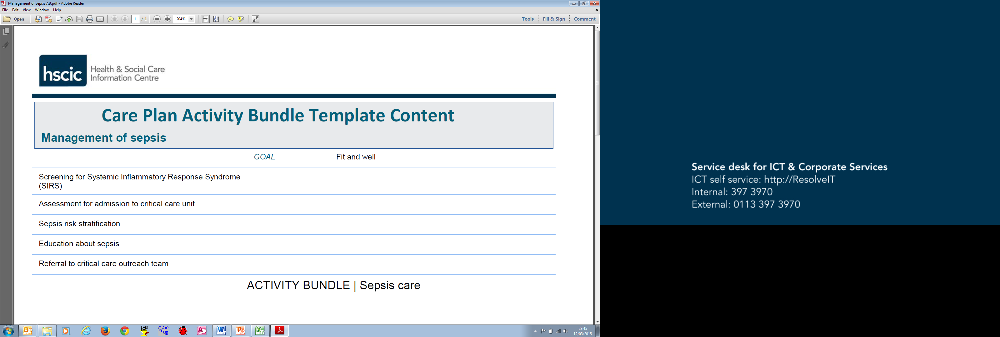 Management of sepsis AB.pdf - Adobe Reader
File Edit View Window Help
Open 1 / 1 204% Tools Fill & Sign Comment
hscic Health & Social Care
Information Centre
Care Plan Activity Bundle Template Content
Management of sepsis
GOAL Fit and well
Screening for Systemic Inflammatory Response Syndrome
(SIRS)
Assessment for admission to critical care unit
Sepsis risk stratification
Education about sepsis
Referral to critical care outreach team
ACTIVITY BUNDLE | Sepsis care
23:45
12/03/2015
Service desk for ICT & Corporate Services
ICT self service: http://ResolveIT
Internal: 397 3970
External: 0113 397 3970